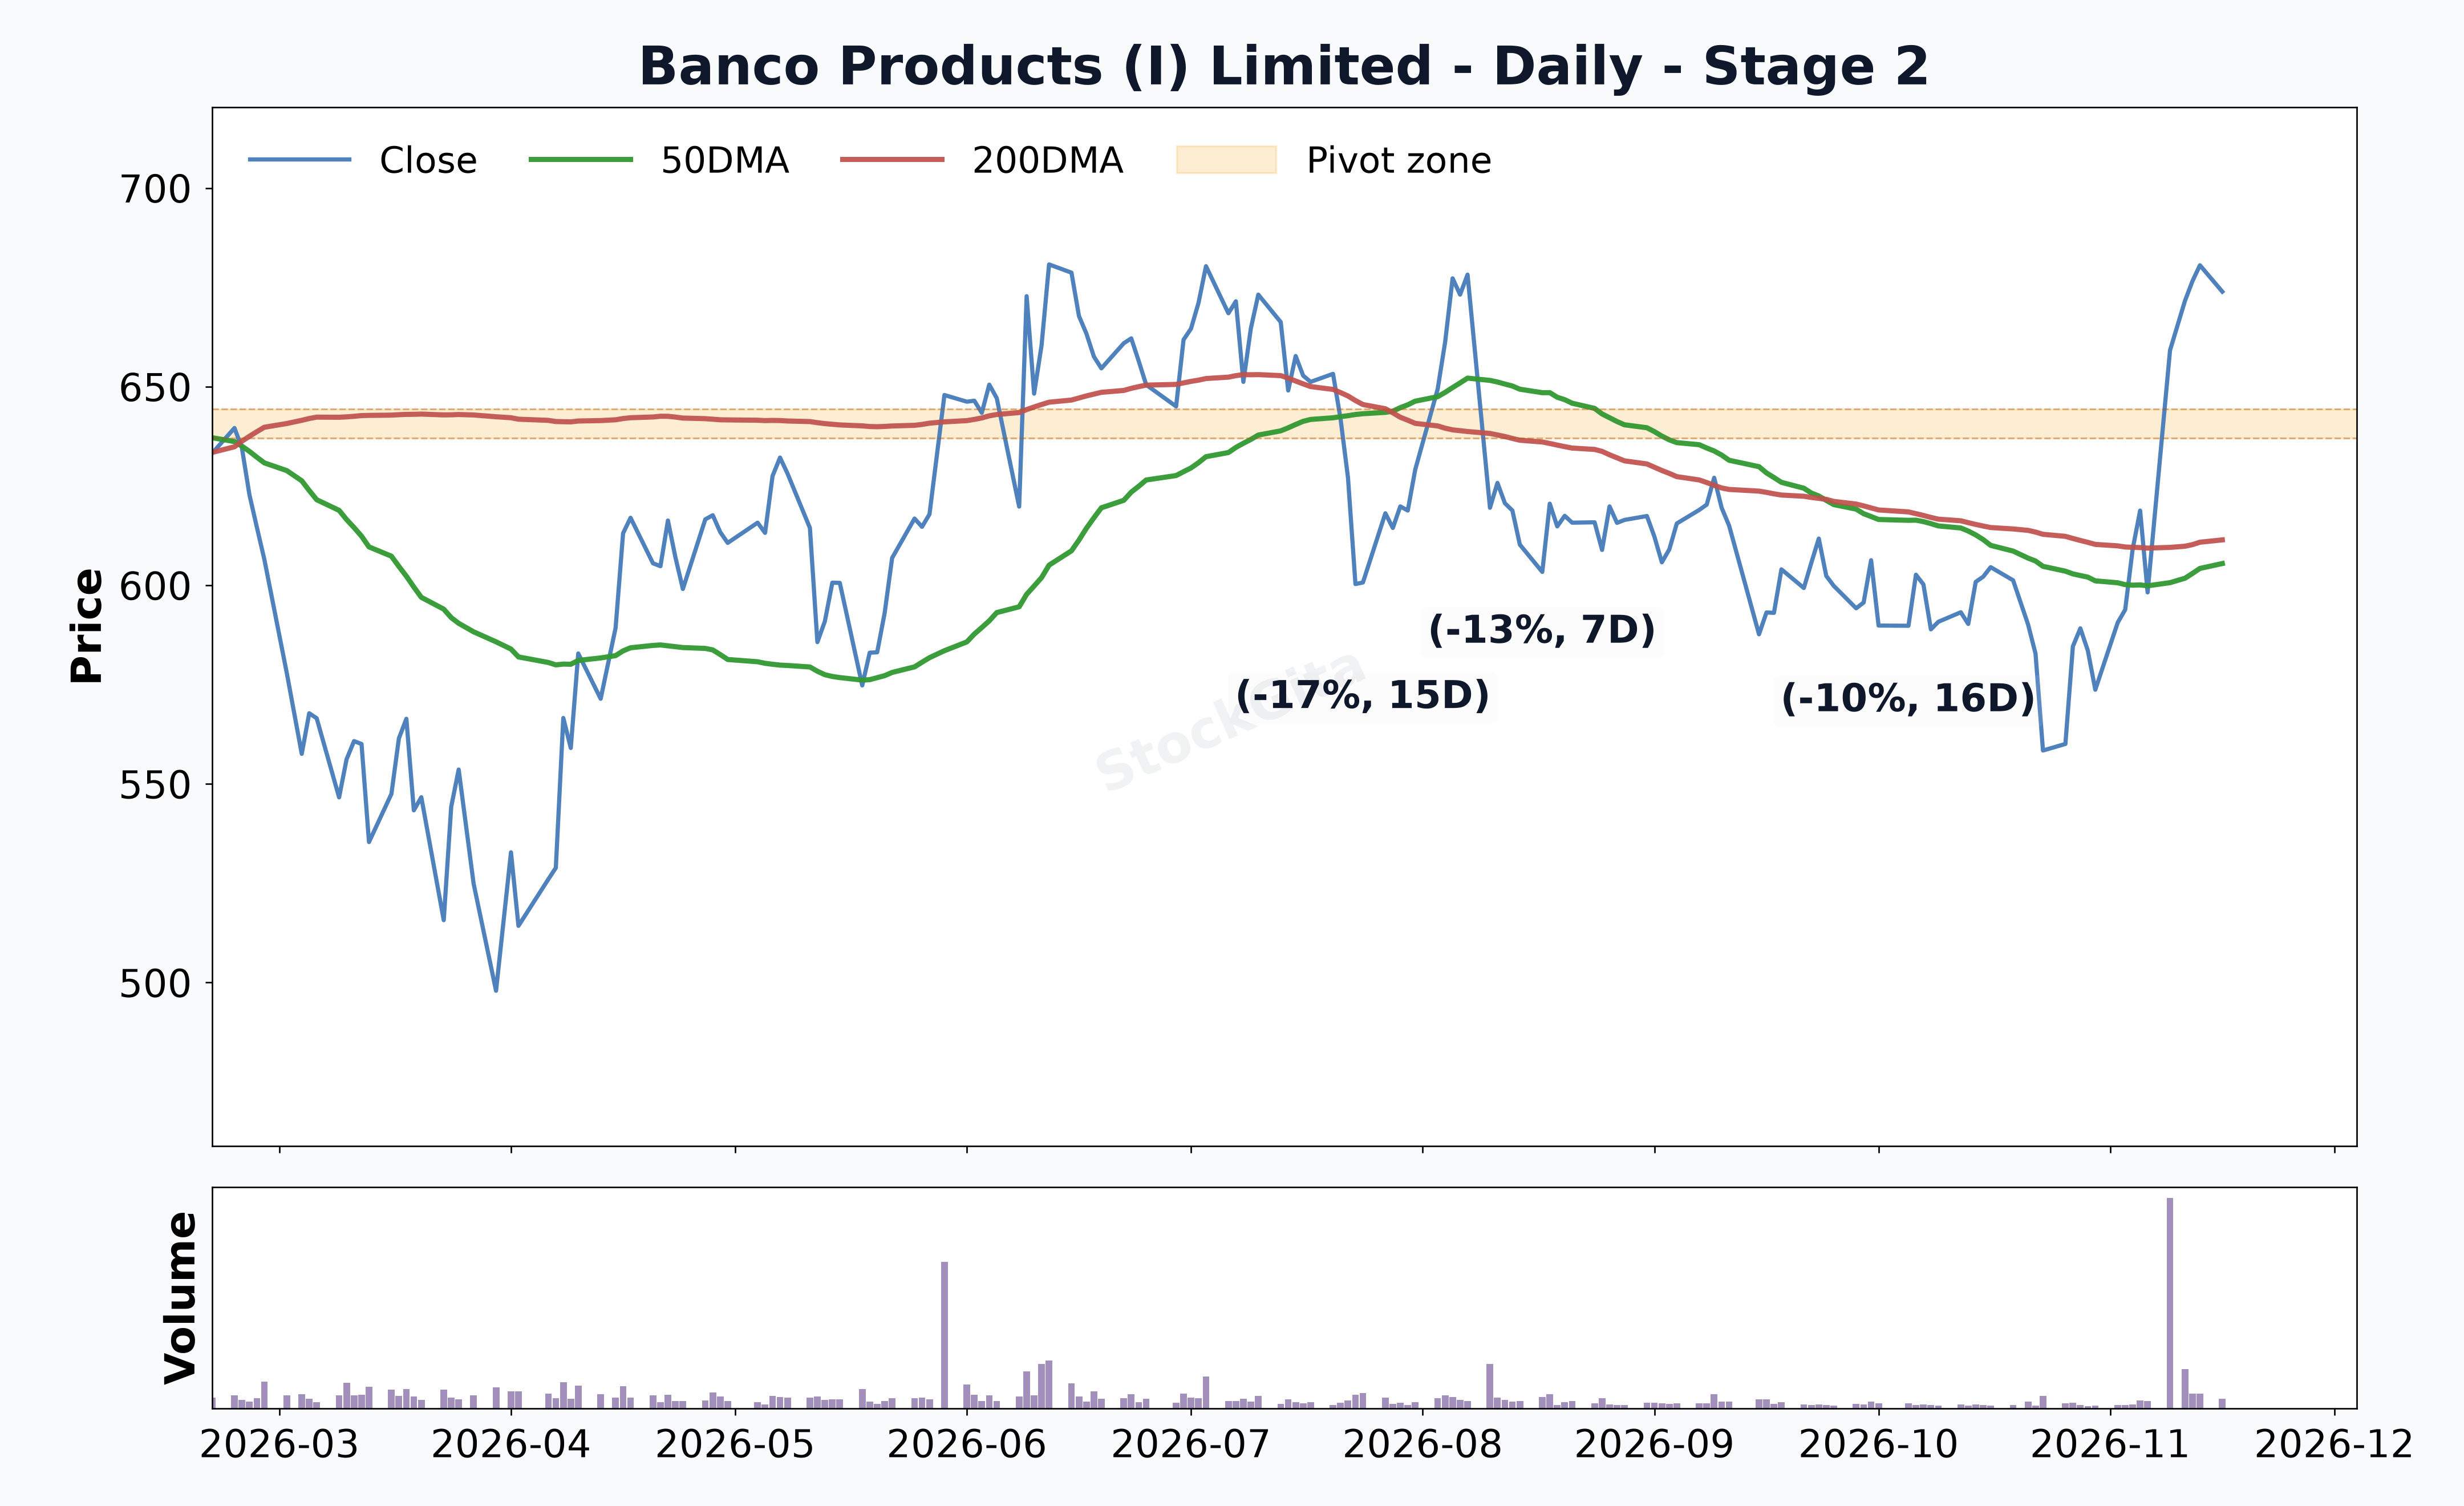 Banco Products (I) Limited - Daily - Stage 2
Close 50DMA 200DMA Pivot zone
700
650
600
550
500
Price
(-13%, 7D)
(-17%, 15D)
(-10%, 16D)
StockGita
Volume
2026-03 2026-04 2026-05 2026-06 2026-07 2026-08 2026-09 2026-10 2026-11 2026-12